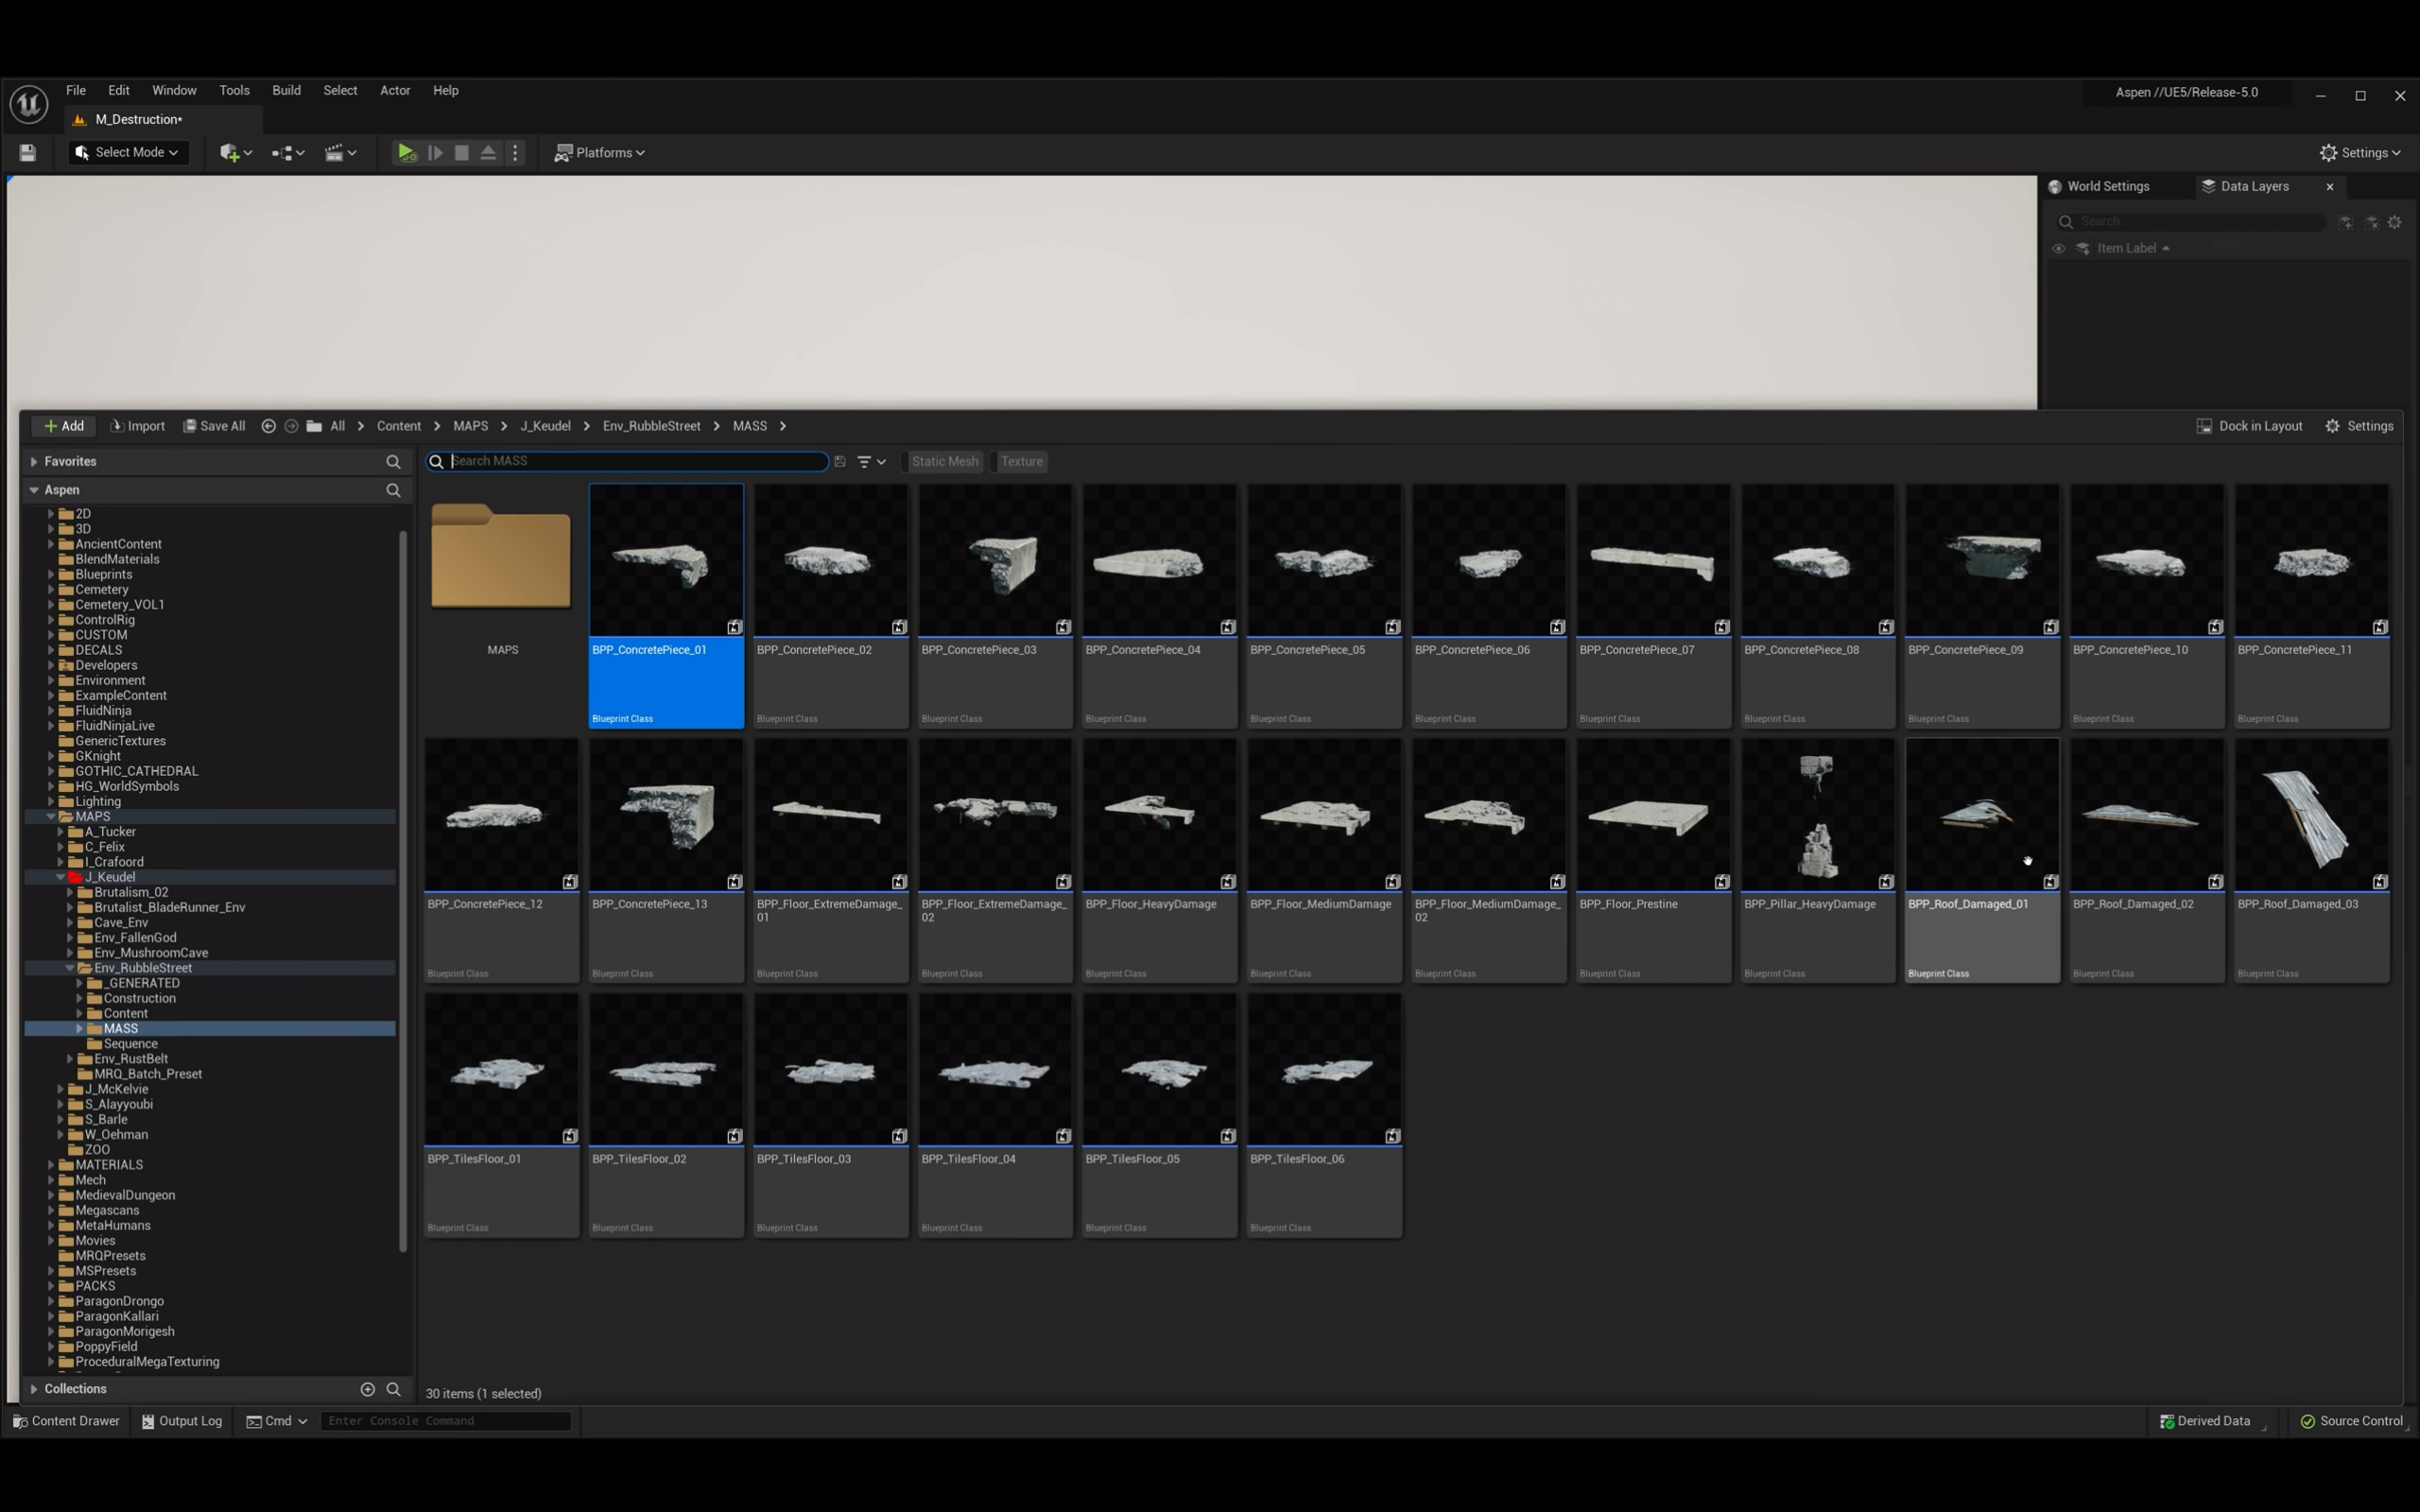 File Edit Window Tools Build Select Actor Help
Aspen //UE5/Release-5.0
M_Destruction*
Select Mode
Platforms
Settings
World Settings
Data Layers
Search
Item Label
Add Import Save All All Content MAPS J_Keudel Env_RubbleStreet MASS
Dock in Layout Settings
Favorites
Search MASS
Static Mesh Texture
Aspen
2D
3D
AncientContent
BlendMaterials
Blueprints
Cemetery
Cemetery_VOL1
ControlRig
CUSTOM
DECALS
Developers
Environment
ExampleContent
FluidNinja
FluidNinjaLive
GenericTextures
GKnight
GOTHIC_CATHEDRAL
HG_WorldSymbols
Lighting
MAPS
A_Tucker
C_Felix
I_Crafoord
J_Keudel
Brutalism_02
Brutalist_BladeRunner_Env
Cave_Env
Env_FallenGod
Env_MushroomCave
Env_RubbleStreet
_GENERATED
Construction
Content
MASS
Sequence
Env_RustBelt
MRQ_Batch_Preset
J_McKelvie
S_Alayyoubi
S_Barle
W_Oehman
ZOO
MATERIALS
Mech
MedievalDungeon
Megascans
MetaHumans
Movies
MRQPresets
MSPresets
PACKS
ParagonDrongo
ParagonKallari
ParagonMorigesh
PoppyField
ProceduralMegaTexturing
Collections
MAPS
BPP_ConcretePiece_01
Blueprint Class
BPP_ConcretePiece_02
Blueprint Class
BPP_ConcretePiece_03
Blueprint Class
BPP_ConcretePiece_04
Blueprint Class
BPP_ConcretePiece_05
Blueprint Class
BPP_ConcretePiece_06
Blueprint Class
BPP_ConcretePiece_07
Blueprint Class
BPP_ConcretePiece_08
Blueprint Class
BPP_ConcretePiece_09
Blueprint Class
BPP_ConcretePiece_10
Blueprint Class
BPP_ConcretePiece_11
Blueprint Class
BPP_ConcretePiece_12
Blueprint Class
BPP_ConcretePiece_13
Blueprint Class
BPP_Floor_ExtremeDamage_
01
Blueprint Class
BPP_Floor_ExtremeDamage_
02
Blueprint Class
BPP_Floor_HeavyDamage
Blueprint Class
BPP_Floor_MediumDamage
Blueprint Class
BPP_Floor_MediumDamage_
02
Blueprint Class
BPP_Floor_Prestine
Blueprint Class
BPP_Pillar_HeavyDamage
Blueprint Class
BPP_Roof_Damaged_01
Blueprint Class
BPP_Roof_Damaged_02
Blueprint Class
BPP_Roof_Damaged_03
Blueprint Class
BPP_TilesFloor_01
Blueprint Class
BPP_TilesFloor_02
Blueprint Class
BPP_TilesFloor_03
Blueprint Class
BPP_TilesFloor_04
Blueprint Class
BPP_TilesFloor_05
Blueprint Class
BPP_TilesFloor_06
Blueprint Class
30 items (1 selected)
Content Drawer Output Log Cmd Enter Console Command
Derived Data Source Control